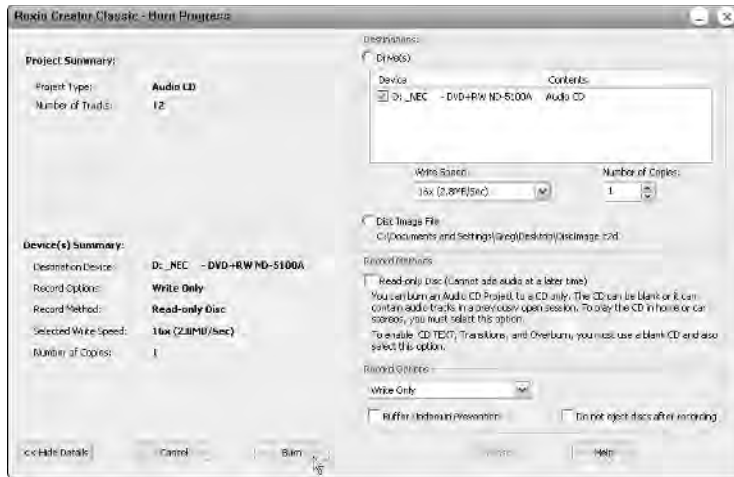 Roxio Creator Classic - Burn Progress
Project Summary:
Project Type: Audio CD
Number of Tracks: 12
Device(s) Summary:
Destination Device: D: _NEC - DVD+RW ND-5100A
Record Options: Write Only
Record Method: Read-only Disc
Selected Write Speed: 16x (2.8MB/Sec)
Number of Copies: 1
<< Hide Details
Cancel
Burn
Destinations:
Drive(s)
Device Contents
D: _NEC - DVD+RW ND-5100A Audio CD
Write Speed: Number of Copies:
16x (2.8MB/Sec) 1
Disc Image File
C:\Documents and Settings\Greg\Desktop\DiscImage.c2d
Record Methods
Read-only Disc (Cannot add audio at a later time)
You can burn an Audio CD Project to a CD only. The CD can be blank or it can
contain audio tracks in a previously open session. To play the CD in home or car
stereos, you must select this option.
To enable CD TEXT, Transitions, and Overburn, you must use a blank CD and also
select this option.
Record Options
Write Only
Buffer Underrun Prevention Do not eject discs after recording
Help